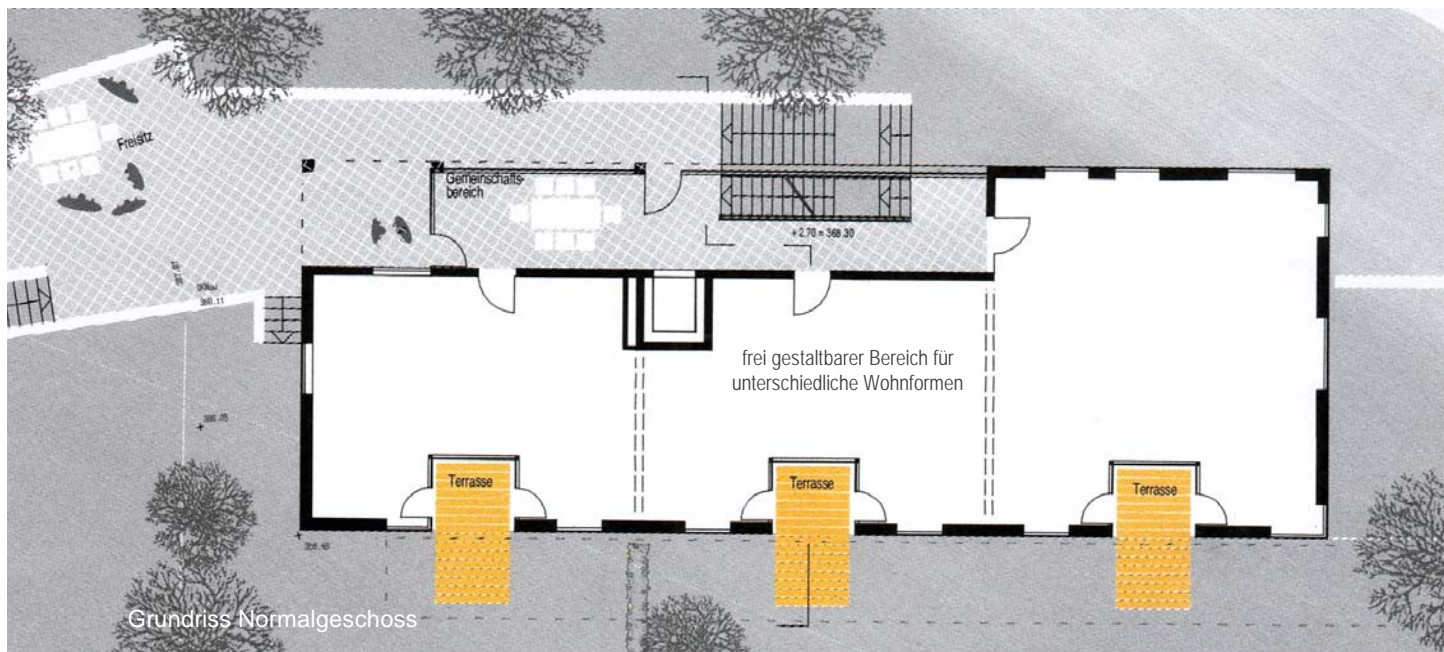 Freisitz
Gemeinschafts-
bereich
+ 2.70 = 368.30
frei gestaltbarer Bereich für
unterschiedliche Wohnformen
Terrasse
Terrasse
Terrasse
Grundriss Normalgeschoss